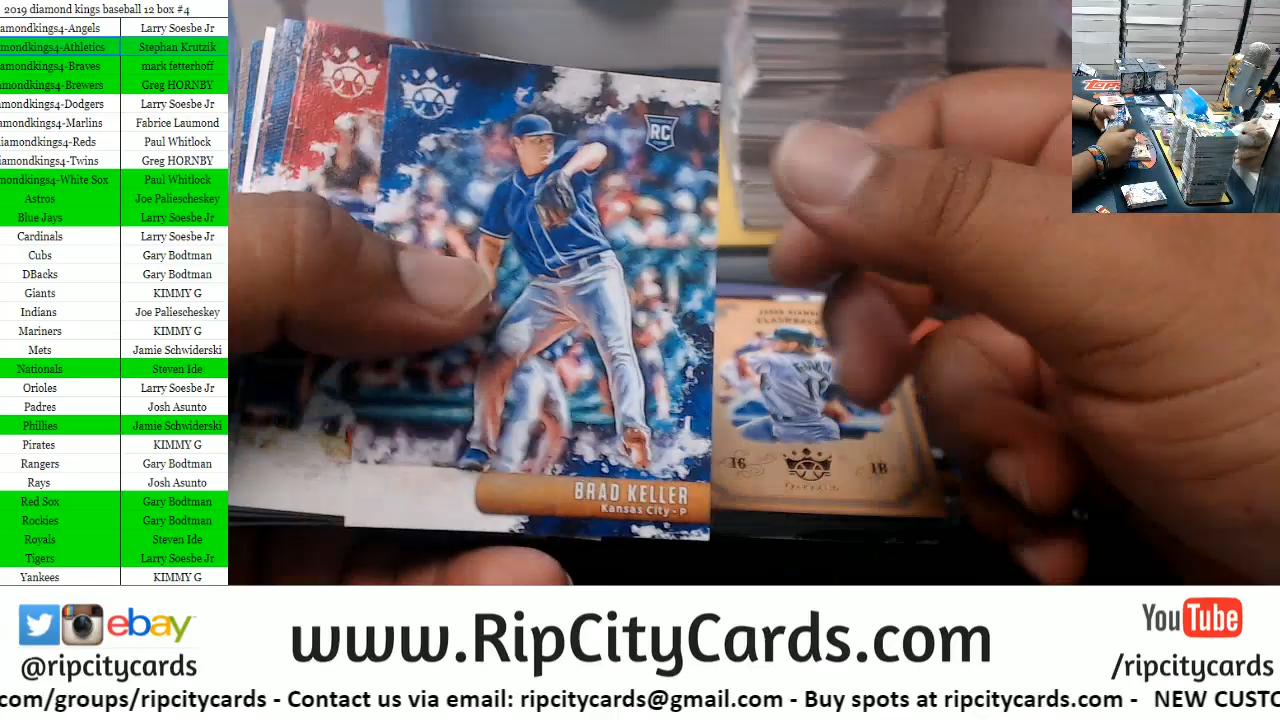 2019 diamond kings baseball 12 box #4
amondkings4-Angels Larry Soesbe Jr
mondkings4-Athletics Stephan Krutzik
amondkings4-Braves mark fetterhoff
amondkings4-Brewers Greg HORNBY
amondkings4-Dodgers Larry Soesbe Jr
amondkings4-Marlins Fabrice Laumond
iamondkings4-Reds Paul Whitlock
iamondkings4-Twins Greg HORNBY
mondkings4-White Sox Paul Whitlock
Astros Joe Paliescheskey
Blue Jays Larry Soesbe Jr
Cardinals Larry Soesbe Jr
Cubs Gary Bodtman
DBacks Gary Bodtman
Giants KIMMY G
Indians Joe Paliescheskey
Mariners KIMMY G
Mets Jamie Schwiderski
Nationals Steven Ide
Orioles Larry Soesbe Jr
Padres Josh Asunto
Phillies Jamie Schwiderski
Pirates KIMMY G
Rangers Gary Bodtman
Rays Josh Asunto
Red Sox Gary Bodtman
Rockies Gary Bodtman
Royals Steven Ide
Tigers Larry Soesbe Jr
Yankees KIMMY G
DK
DK
RC
BRAD KELLER
Kansas City - P
16 18
Topps
ebay
@ripcitycards
www.RipCityCards.com
YouTube
/ripcitycards
com/groups/ripcitycards - Contact us via email: ripcitycards@gmail.com - Buy spots at ripcitycards.com - NEW CUSTO